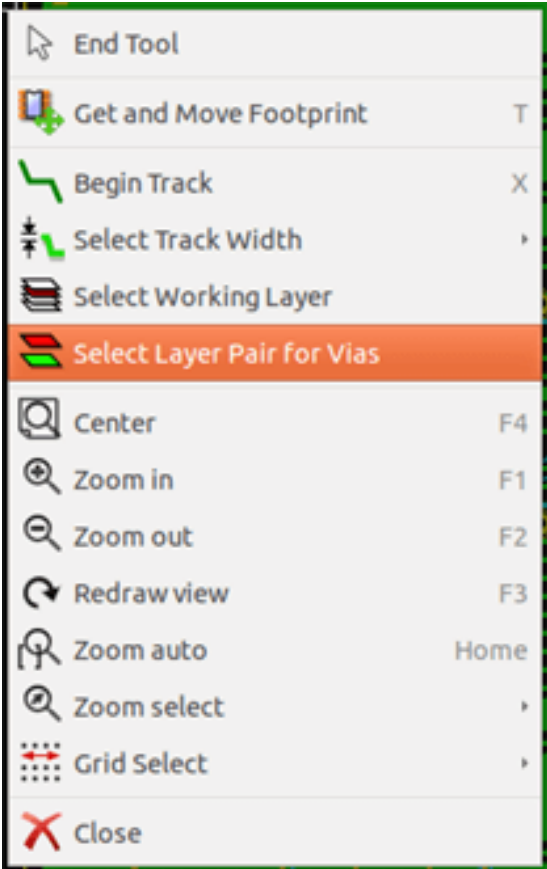 End Tool
Get and Move Footprint T
Begin Track X
Select Track Width
Select Working Layer
Select Layer Pair for Vias
Center F4
Zoom in F1
Zoom out F2
Redraw view F3
Zoom auto Home
Zoom select
Grid Select
Close